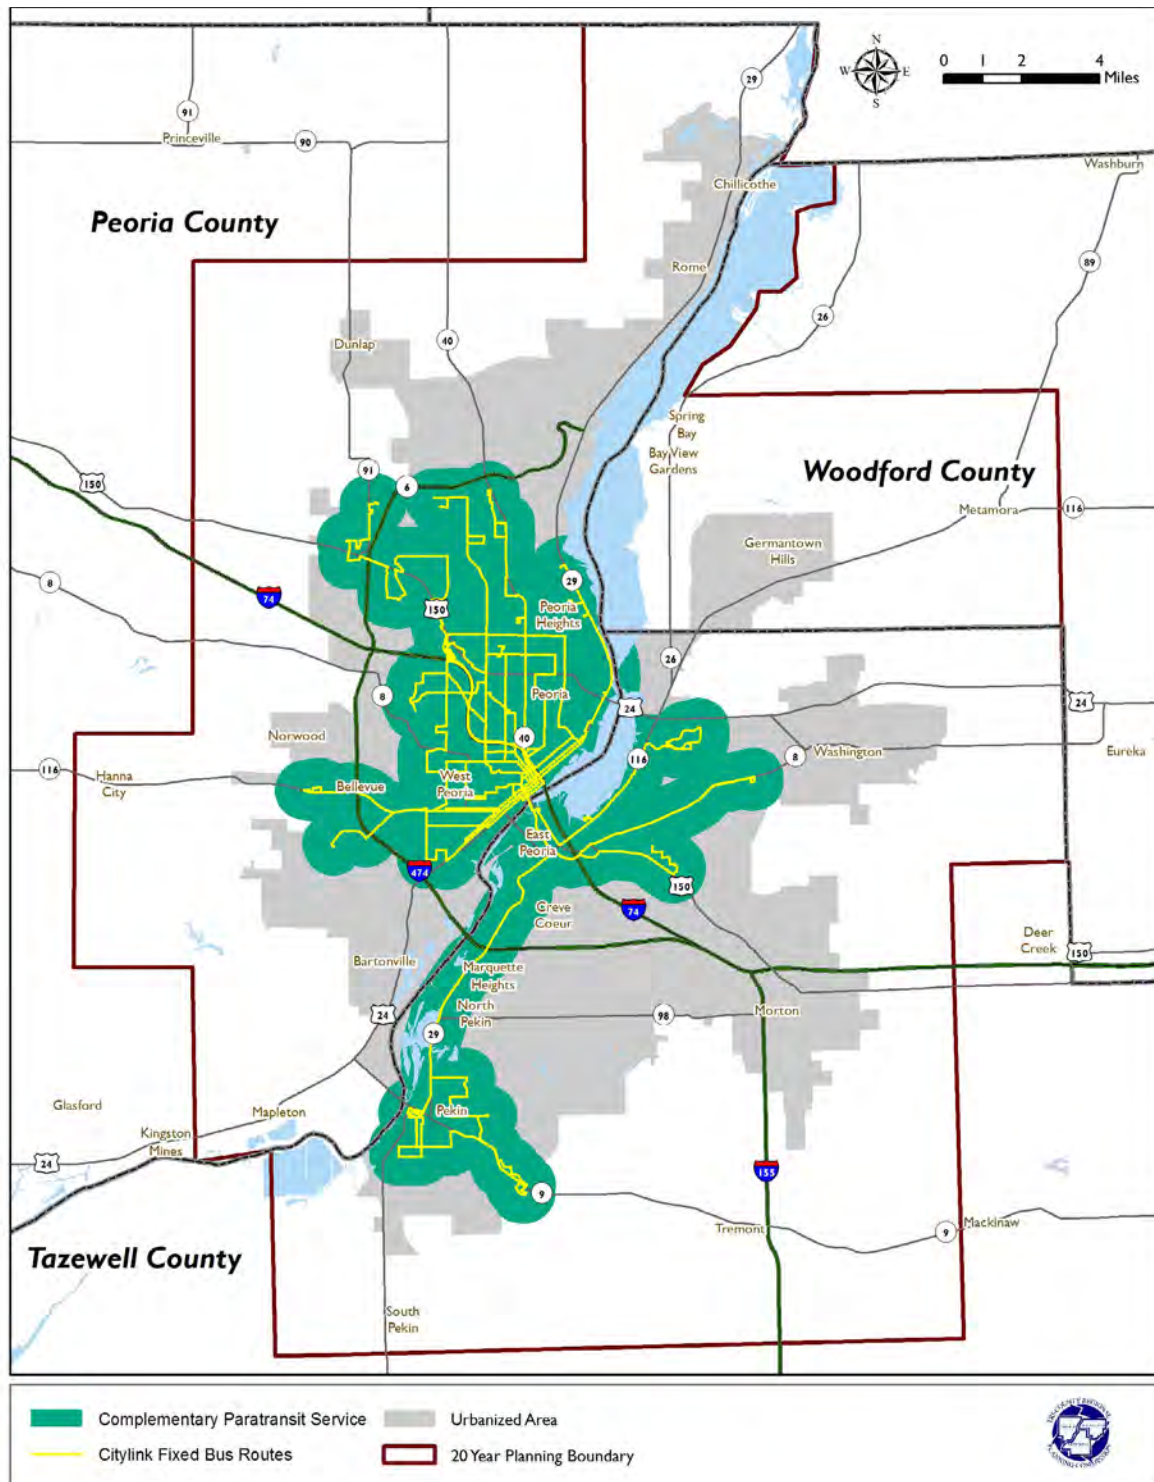 N
W E
S
0 1 2 4
Miles
29
91
Princeville
90
Washburn
Chillicothe
Peoria County
89
Rome
26
40
Dunlap
Spring
Bay
Bay View
Gardens
Woodford County
91
6
150
Metamora
116
Germantown
Hills
8
74
29
150
Peoria
Heights
26
8
Peoria
24
24
Norwood
40
Washington
Eureka
116
Hanna
City
West
Peoria
116
8
Bellevue
East
Peoria
474
150
74
Creve
Coeur
Deer
Creek
150
Bartonville
Marquette
Heights
North
Pekin
24
98
Morton
29
Glasford
Mapleton
Pekin
Kingston
Mines
24
155
9
Tremont
9
Mackinaw
Tazewell County
South
Pekin
Complementary Paratransit Service
Urbanized Area
Citylink Fixed Bus Routes
20 Year Planning Boundary
TRI-COUNTY REGIONAL
PLANNING COMMISSION